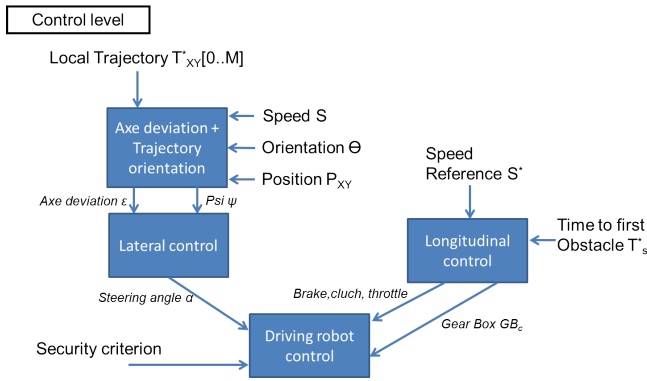 Control level
Local Trajectory T*XY[0..M]
Axe deviation +
Trajectory
orientation
Speed S
Orientation Ө
Position PXY
Axe deviation ε
Psi ψ
Lateral control
Speed
Reference S*
Longitudinal
control
Time to first
Obstacle T*s
Steering angle α
Brake,cluch, throttle
Gear Box GBc
Driving robot
control
Security criterion